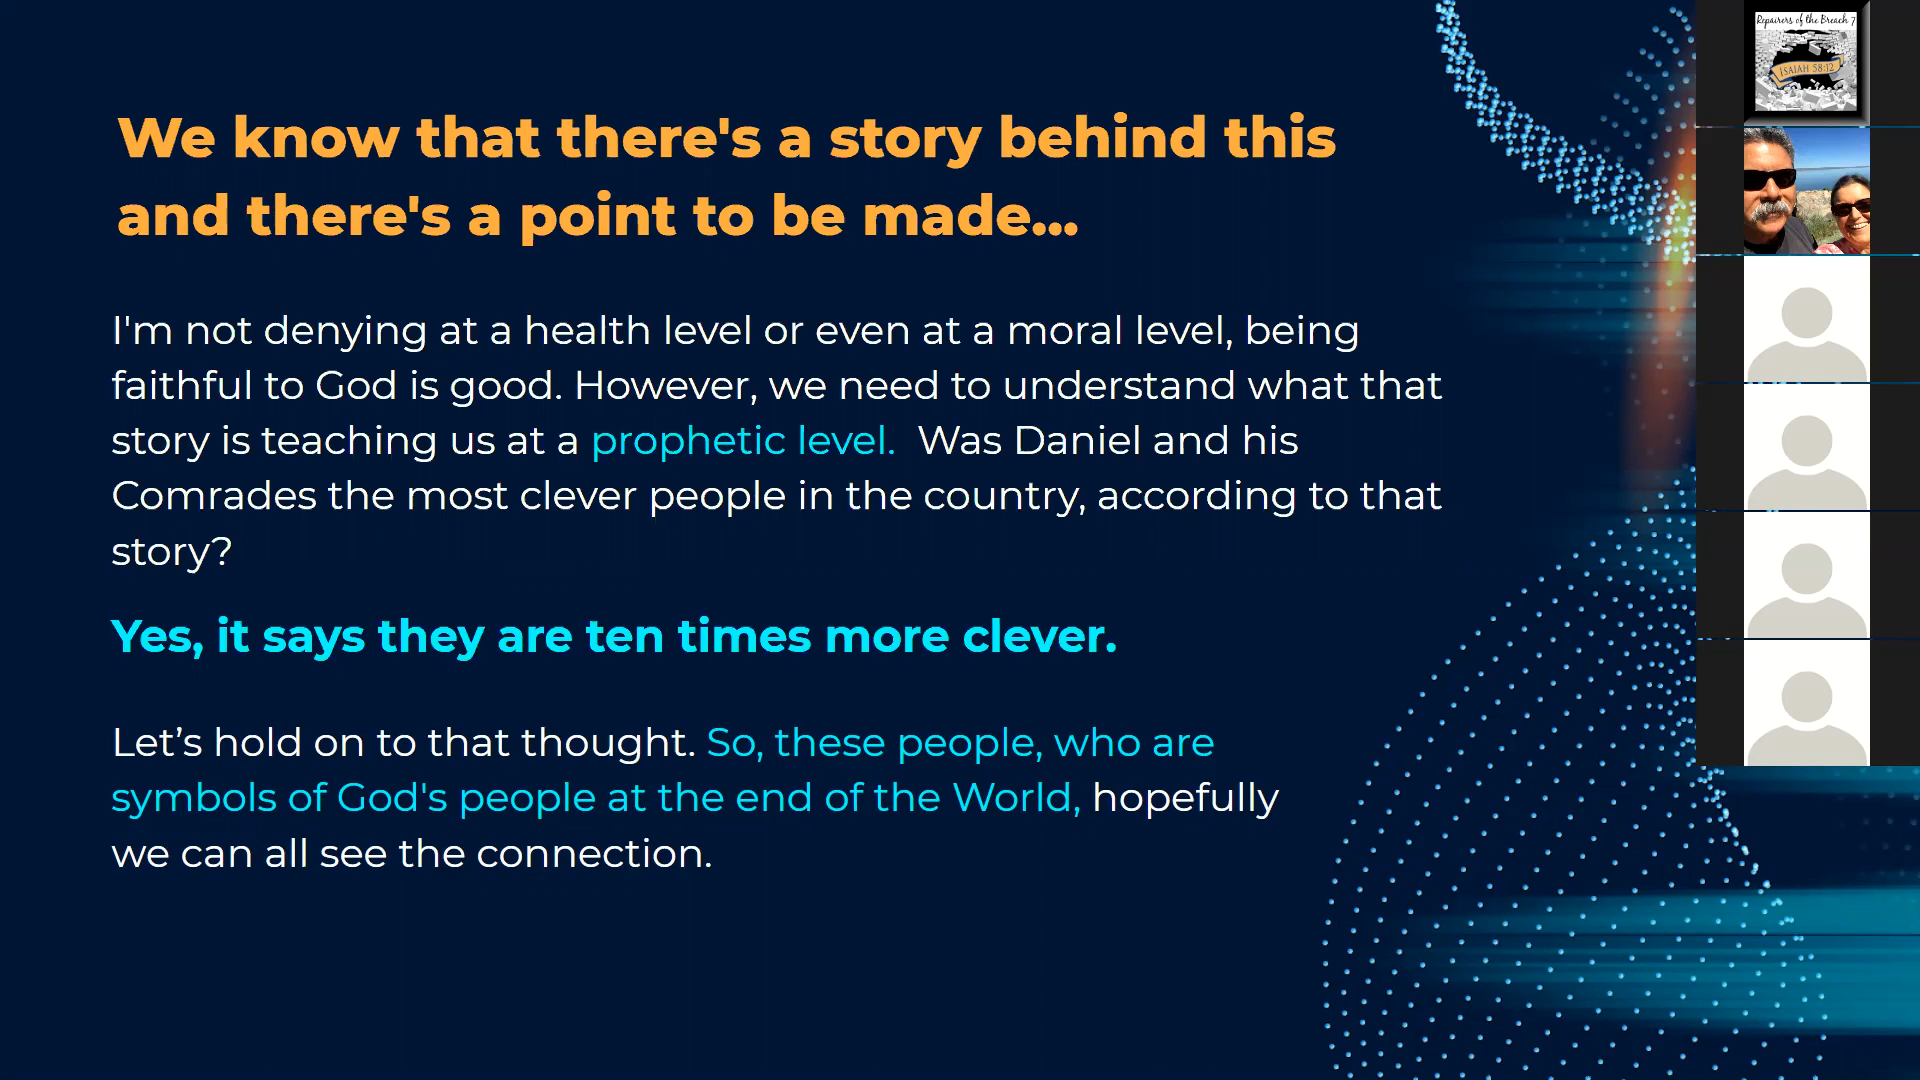 We know that there's a story behind this
and there's a point to be made...
I'm not denying at a health level or even at a moral level, being
faithful to God is good. However, we need to understand what that
story is teaching us at a prophetic level.  Was Daniel and his
Comrades the most clever people in the country, according to that
story?
Yes, it says they are ten times more clever.
Let’s hold on to that thought. So, these people, who are
symbols of God's people at the end of the World, hopefully
we can all see the connection.
Repairers of the Breach 7
ISAIAH 58:12